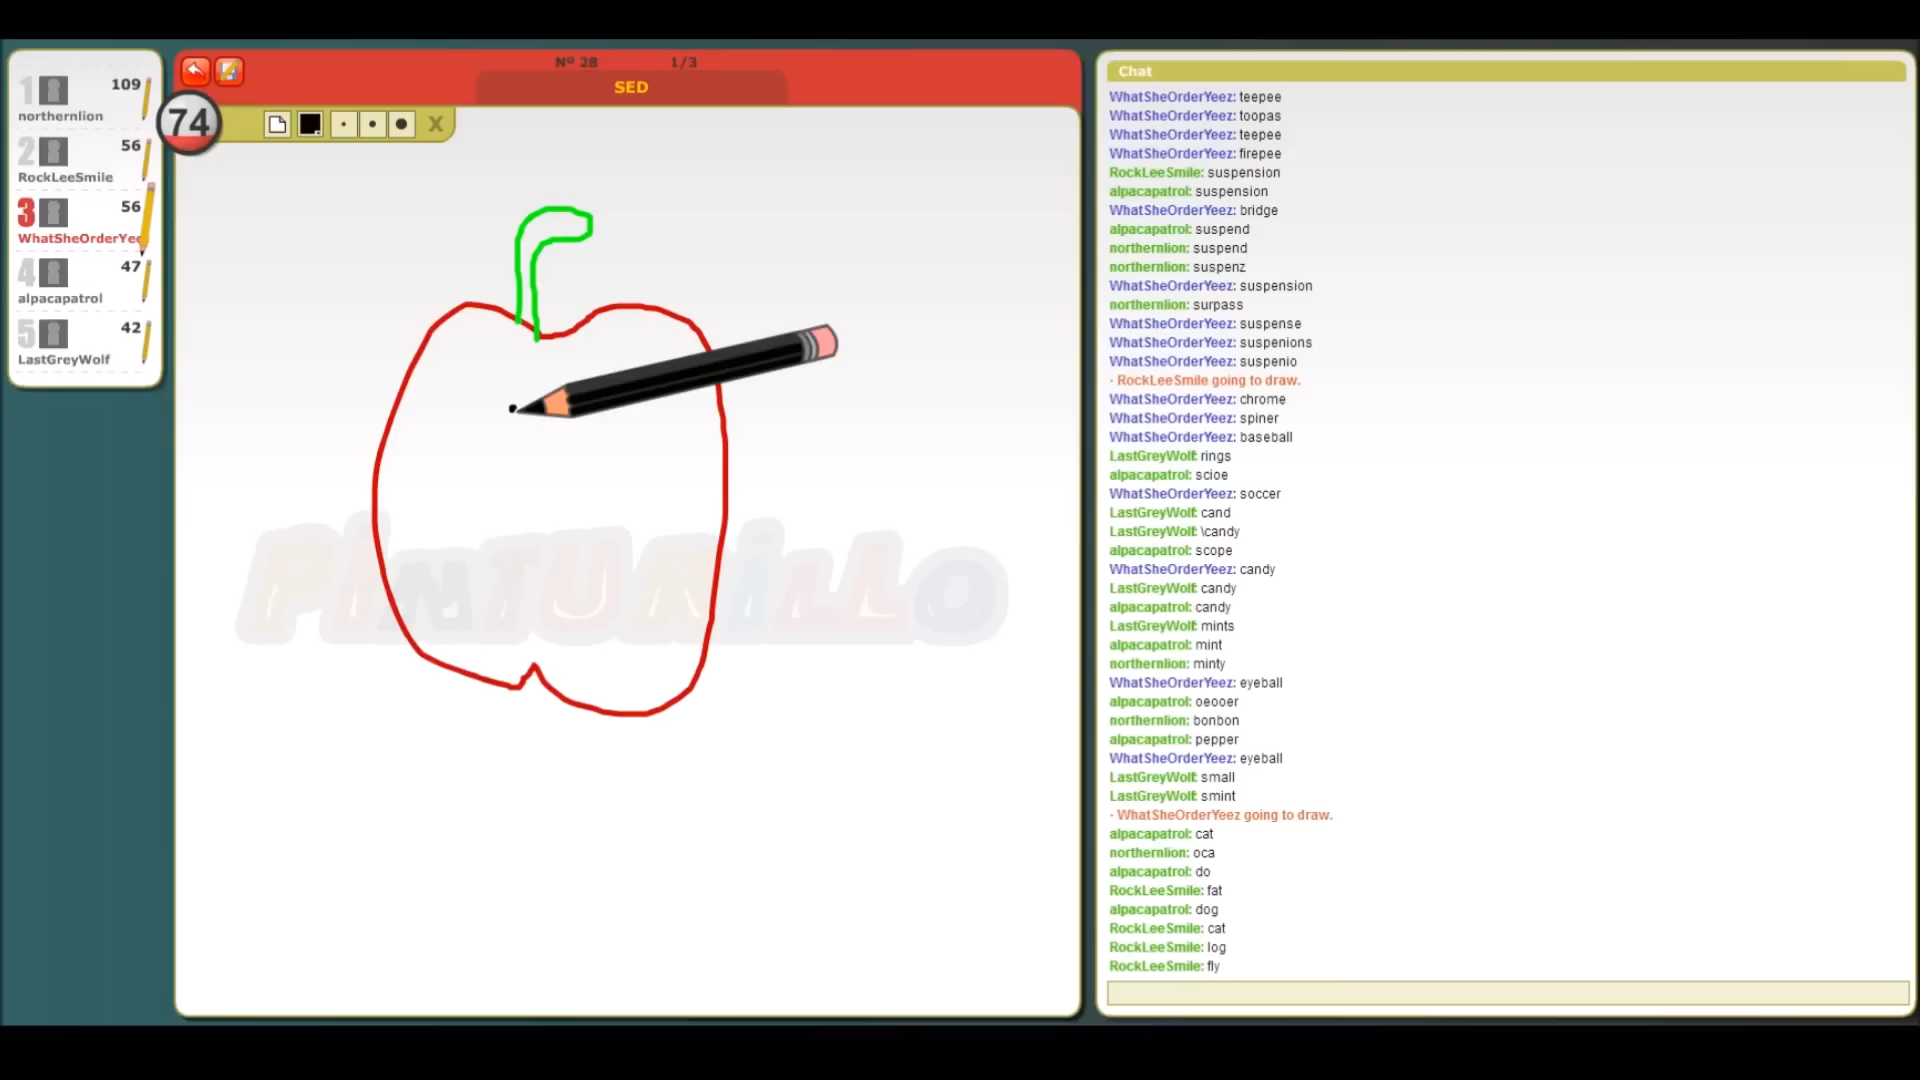 1 109
northernlion
2 56
RockLeeSmile
3 56
WhatSheOrderYee
4 47
alpacapatrol
5 42
LastGreyWolf
74
Nº 28 1/3
SED
X
PINTURILLO
Chat
WhatSheOrderYeez: teepee
WhatSheOrderYeez: toopas
WhatSheOrderYeez: teepee
WhatSheOrderYeez: firepee
RockLeeSmile: suspension
alpacapatrol: suspension
WhatSheOrderYeez: bridge
alpacapatrol: suspend
northernlion: suspend
northernlion: suspenz
WhatSheOrderYeez: suspension
northernlion: surpass
WhatSheOrderYeez: suspense
WhatSheOrderYeez: suspenions
WhatSheOrderYeez: suspenio
· RockLeeSmile going to draw.
WhatSheOrderYeez: chrome
WhatSheOrderYeez: spiner
WhatSheOrderYeez: baseball
LastGreyWolf: rings
alpacapatrol: scioe
WhatSheOrderYeez: soccer
LastGreyWolf: cand
LastGreyWolf: \candy
alpacapatrol: scope
WhatSheOrderYeez: candy
LastGreyWolf: candy
alpacapatrol: candy
LastGreyWolf: mints
alpacapatrol: mint
northernlion: minty
WhatSheOrderYeez: eyeball
alpacapatrol: oeooer
northernlion: bonbon
alpacapatrol: pepper
WhatSheOrderYeez: eyeball
LastGreyWolf: small
LastGreyWolf: smint
· WhatSheOrderYeez going to draw.
alpacapatrol: cat
northernlion: oca
alpacapatrol: do
RockLeeSmile: fat
alpacapatrol: dog
RockLeeSmile: cat
RockLeeSmile: log
RockLeeSmile: fly